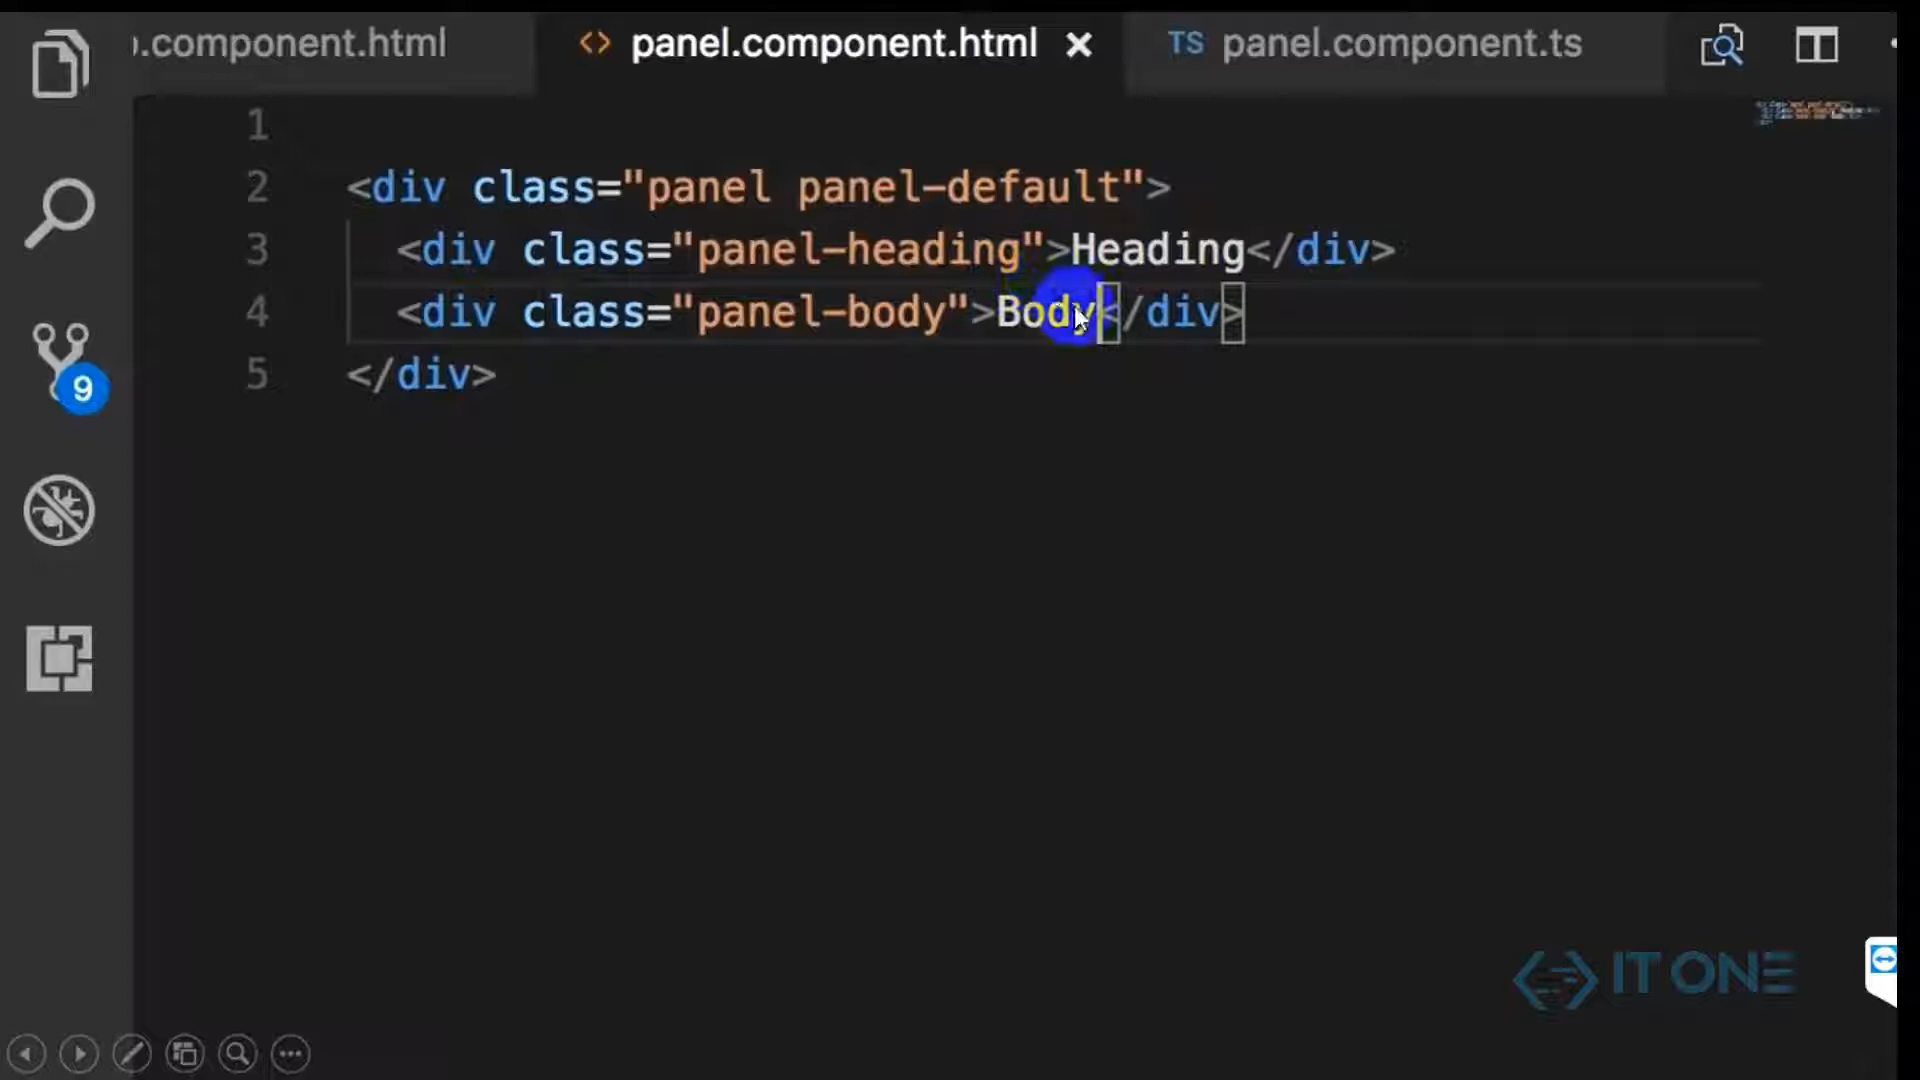 .component.html
<> panel.component.html
TS panel.component.ts
1
2 <div class="panel panel-default">
3 <div class="panel-heading">Heading</div>
4 <div class="panel-body">Body</div>
5 </div>
9
IT ONE